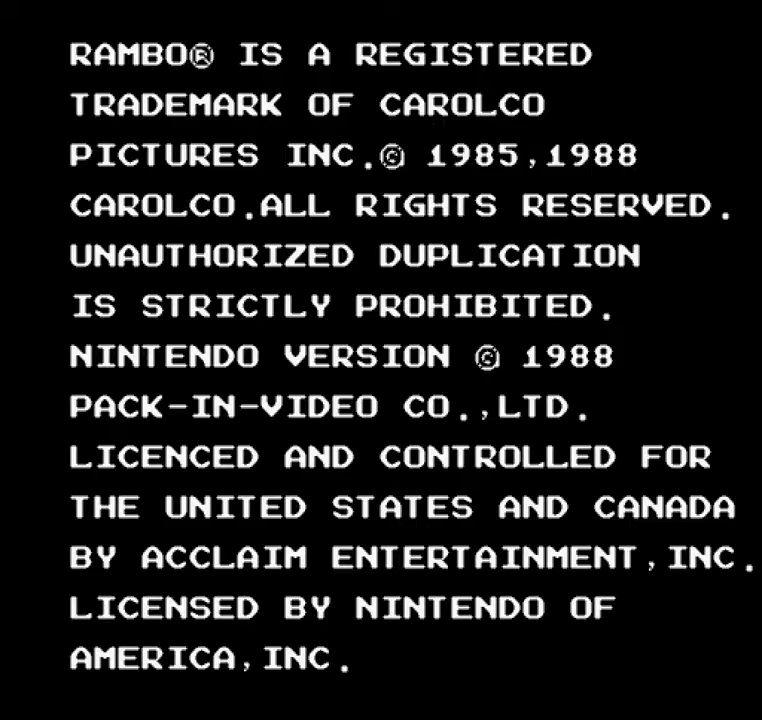 RAMBO® IS A REGISTERED
TRADEMARK OF CAROLCO
PICTURES INC.© 1985,1988
CAROLCO.ALL RIGHTS RESERVED.
UNAUTHORIZED DUPLICATION
IS STRICTLY PROHIBITED.
NINTENDO VERSION © 1988
PACK-IN-VIDEO CO.,LTD.
LICENCED AND CONTROLLED FOR
THE UNITED STATES AND CANADA
BY ACCLAIM ENTERTAINMENT,INC.
LICENSED BY NINTENDO OF
AMERICA,INC.